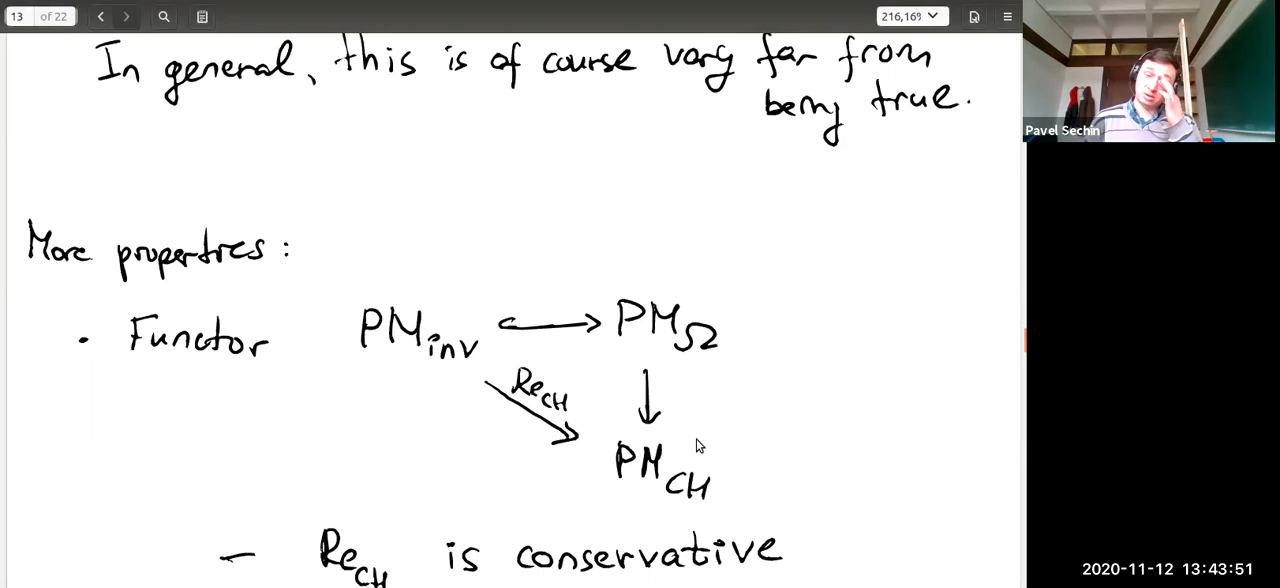 13 of 22
216,16%
In general, this is of course very far from
being true.
Pavel Sechin
More properties:
· Functor PM_inv ↔ PM_Ω
Re_CH ↓
PM_CH
– Re_CH is conservative
2020-11-12 13:43:51